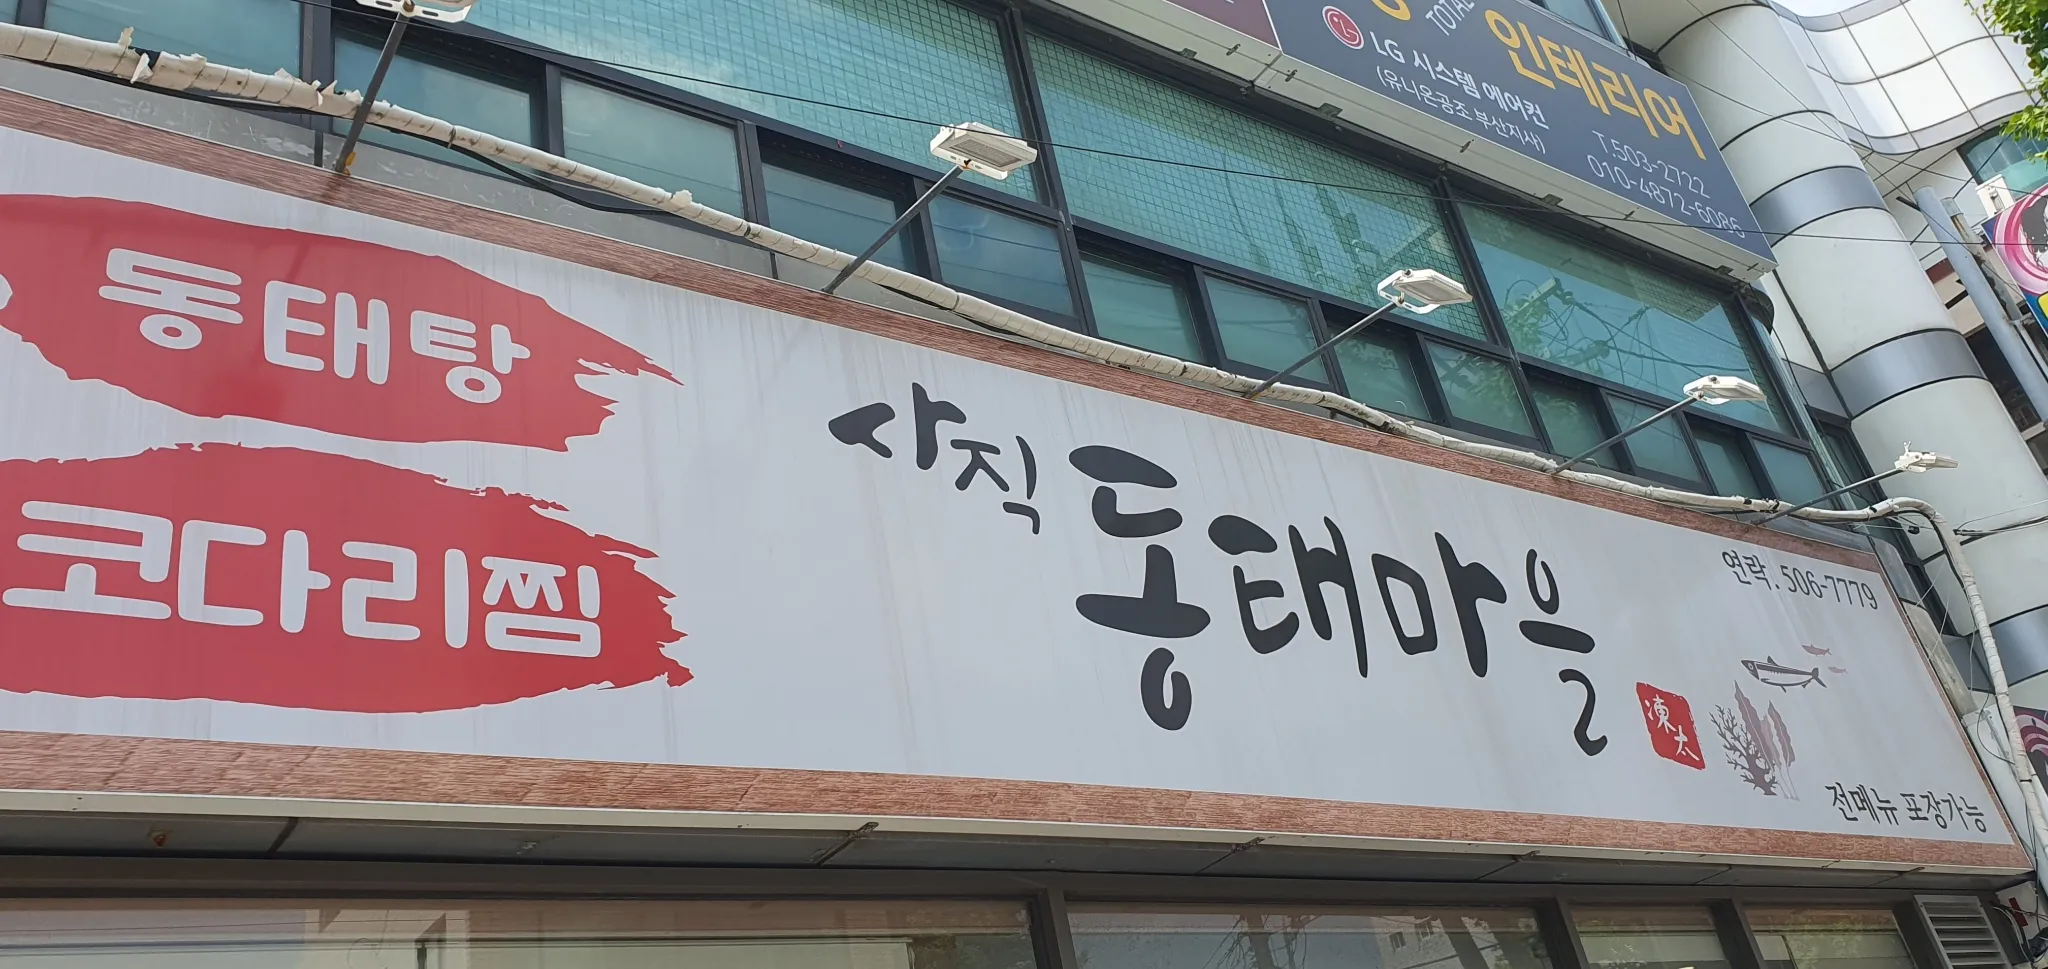 TOTAL 인테리어
LG 시스템 에어컨
(유니온공조 부산지사)
T.503-2722
010-4872-6086
동태탕
코다리찜
사직 동태마을
凍太
연락. 506-7779
전메뉴 포장가능